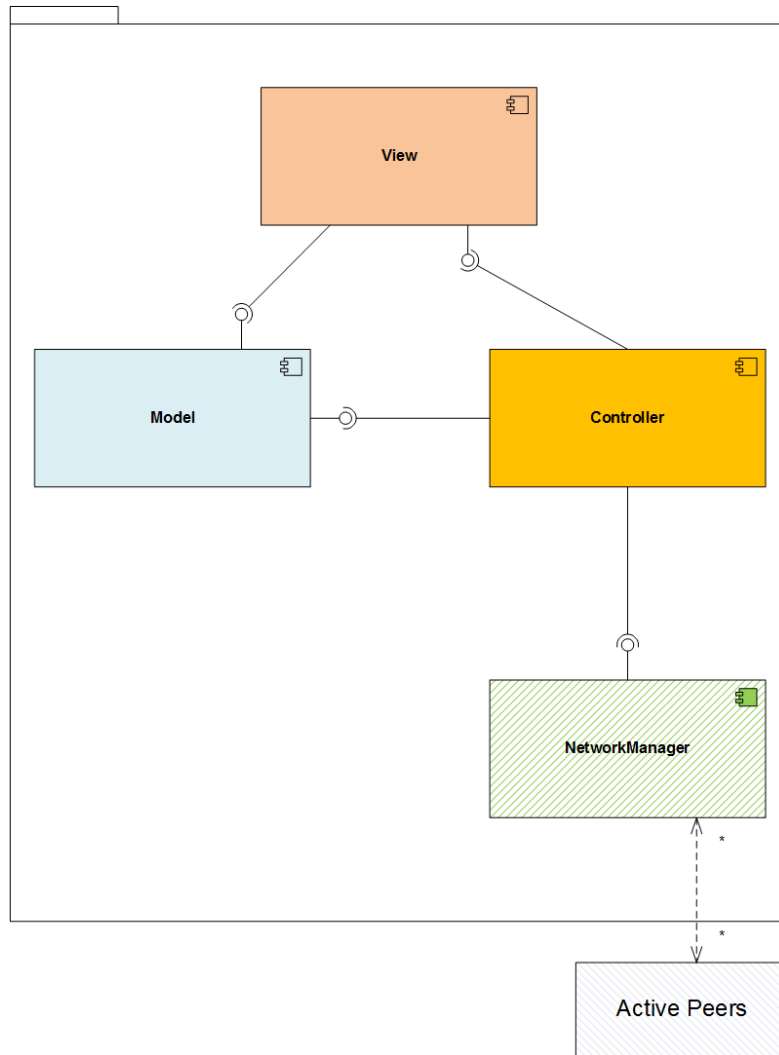 View
Model
Controller
NetworkManager
*
*
Active Peers